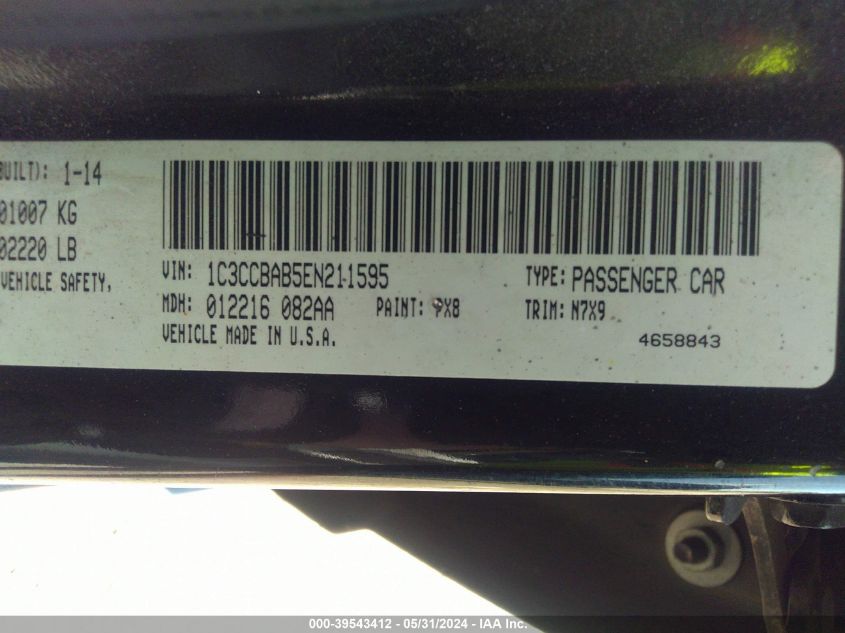 BUILT): 1-14
01007 KG
02220 LB
VEHICLE SAFETY,
VIN: 1C3CCBAB5EN211595 TYPE: PASSENGER CAR
MDH: 012216 082AA PAINT: PX8 TRIM: N7X9
VEHICLE MADE IN U.S.A. 4658843
000-39543412 - 05/31/2024 - IAA Inc.